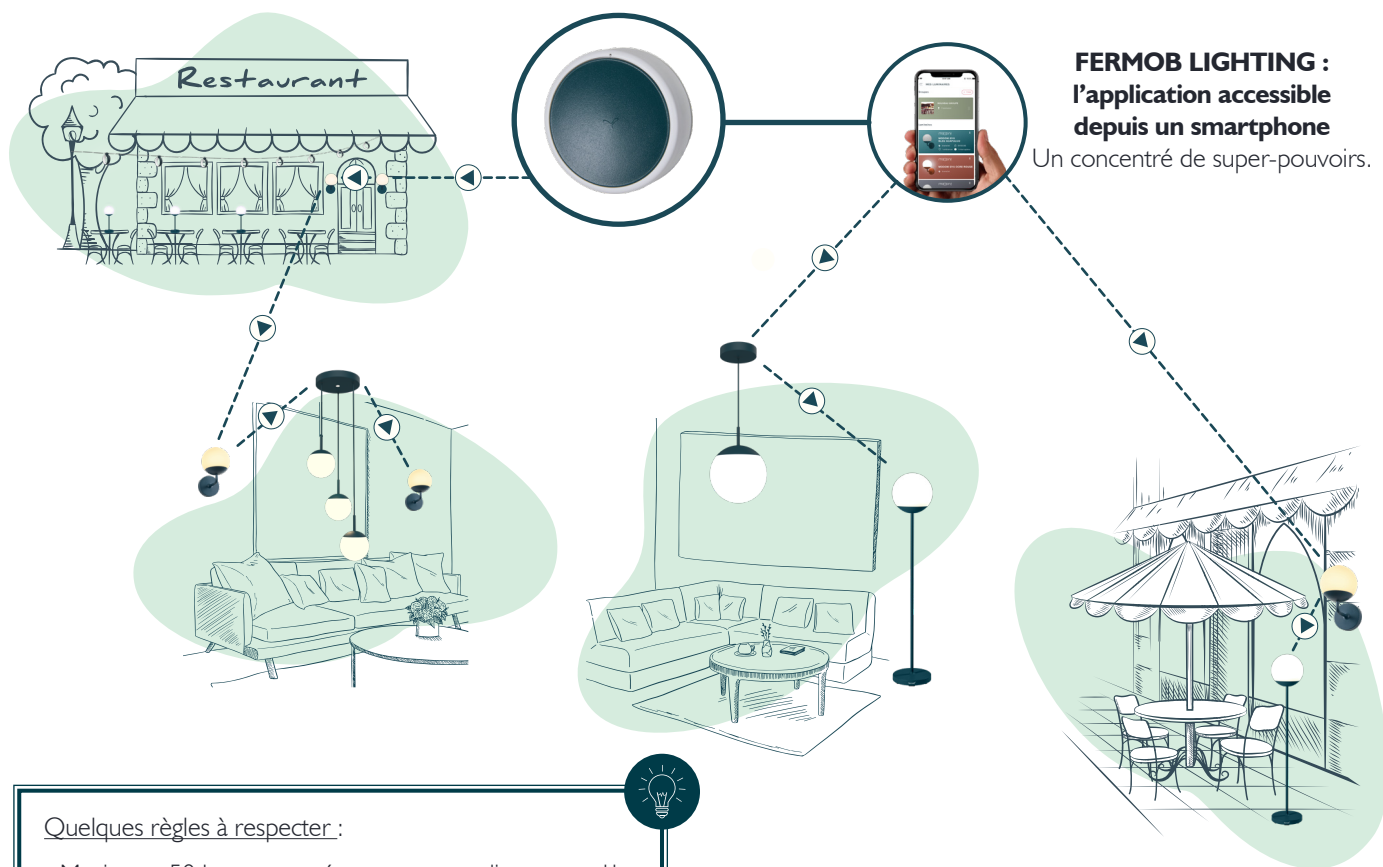 Restaurant
FERMOB LIGHTING :
l’application accessible
depuis un smartphone
Un concentré de super-pouvoirs.
Quelques règles à respecter :